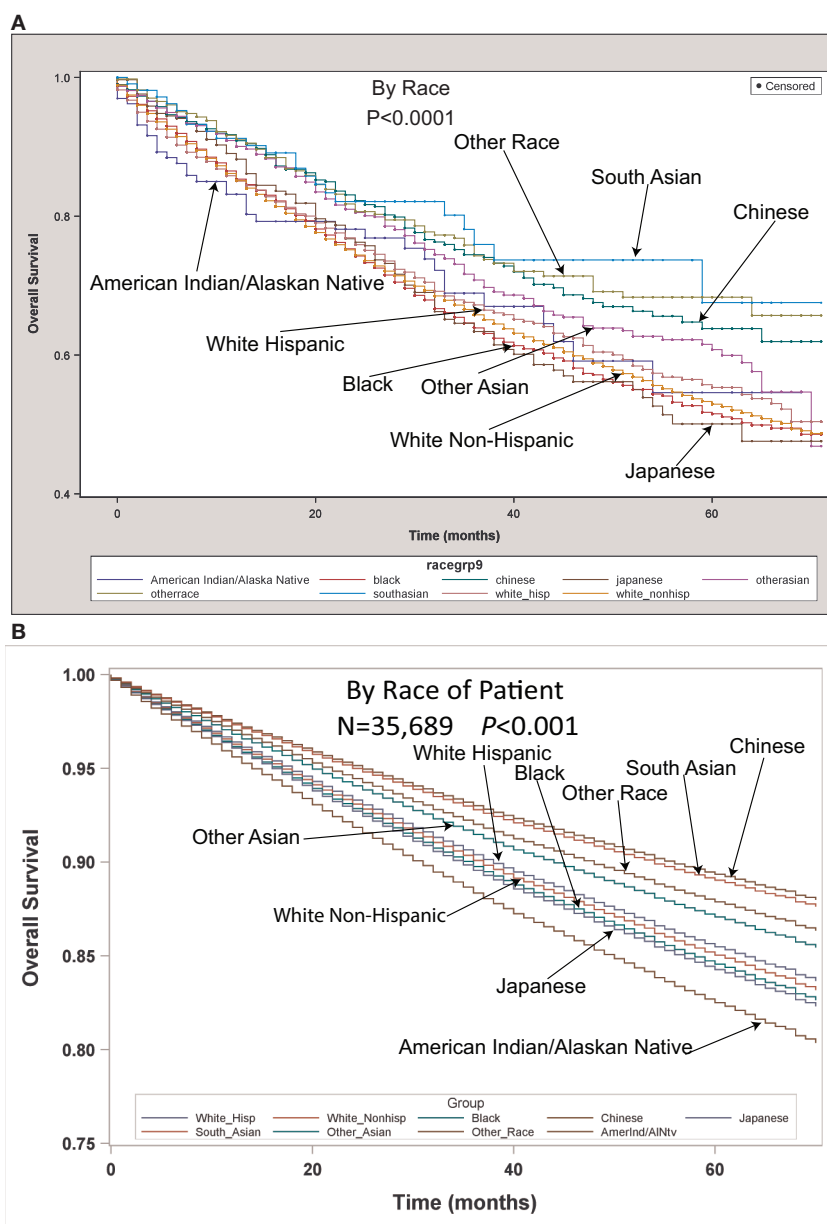 A
By Race
P<0.0001
Censored
Other Race
South Asian
Chinese
American Indian/Alaskan Native
White Hispanic
Black
Other Asian
White Non-Hispanic
Japanese
Overall Survival
1.0
0.8
0.6
0.4
0
20
40
60
Time (months)
racegrp9
American Indian/Alaska Native
black
chinese
japanese
otherasian
otherrace
southasian
white_hisp
white_nonhisp
B
By Race of Patient
N=35,689 P<0.001
White Hispanic
Black
Chinese
South Asian
Other Race
Other Asian
White Non-Hispanic
Japanese
American Indian/Alaskan Native
Overall Survival
1.00
0.95
0.90
0.85
0.80
0.75
Group
White_Hisp
White_Nonhisp
Black
Chinese
Japanese
South_Asian
Other_Asian
Other_Race
AmerInd/AlNtv
0
20
40
60
Time (months)